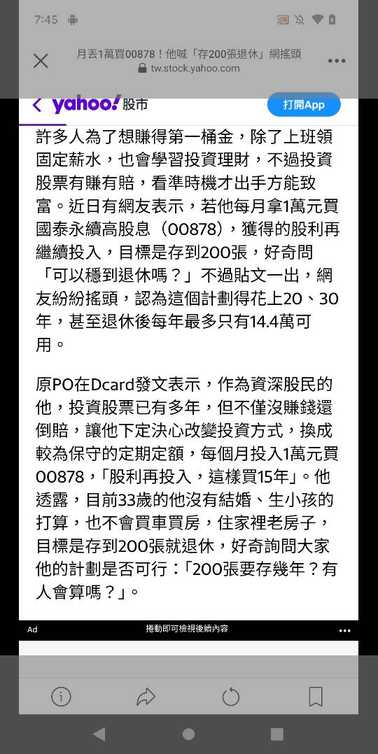 7:45
月丟1萬買00878！他喊「存200張退休」網搖頭
tw.stock.yahoo.com
yahoo! 股市
打開App
許多人為了想賺得第一桶金，除了上班領
固定薪水，也會學習投資理財，不過投資
股票有賺有賠，看準時機才出手方能致
富。近日有網友表示，若他每月拿1萬元買
國泰永續高股息（00878），獲得的股利再
繼續投入，目標是存到200張，好奇問
「可以穩到退休嗎？」不過貼文一出，網
友紛紛搖頭，認為這個計劃得花上20、30
年，甚至退休後每年最多只有14.4萬可
用。
原PO在Dcard發文表示，作為資深股民的
他，投資股票已有多年，但不僅沒賺錢還
倒賠，讓他下定決心改變投資方式，換成
較為保守的定期定額，每個月投入1萬元買
00878，「股利再投入，這樣買15年」。他
透露，目前33歲的他沒有結婚、生小孩的
打算，也不會買車買房，住家裡老房子，
目標是存到200張就退休，好奇詢問大家
他的計劃是否可行：「200張要存幾年？有
人會算嗎？」。
Ad
捲動即可檢視後續內容